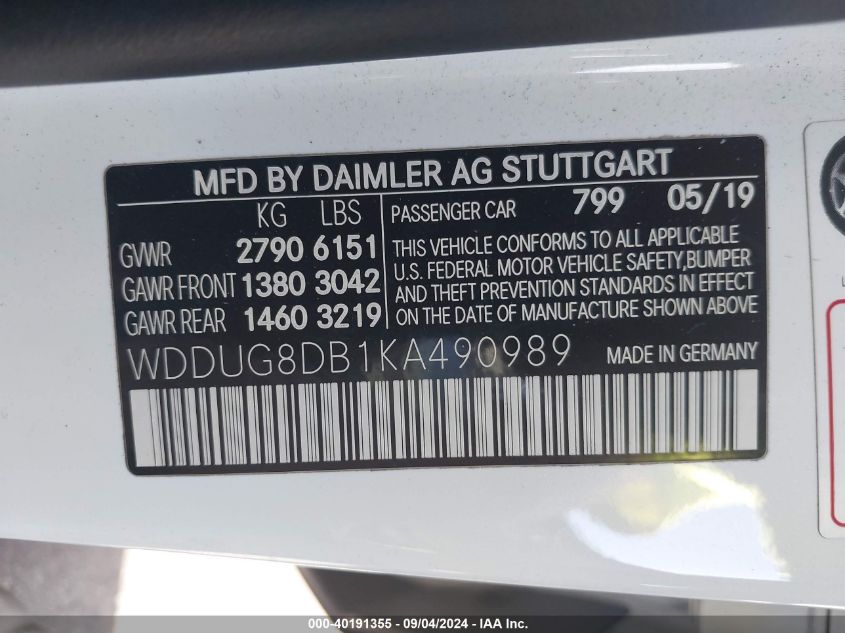 MFD BY DAIMLER AG STUTTGART
KG LBS
GVWR 2790 6151
GAWR FRONT 1380 3042
GAWR REAR 1460 3219
PASSENGER CAR 799 05/19
THIS VEHICLE CONFORMS TO ALL APPLICABLE
U.S. FEDERAL MOTOR VEHICLE SAFETY,BUMPER
AND THEFT PREVENTION STANDARDS IN EFFECT
ON THE DATE OF MANUFACTURE SHOWN ABOVE
WDDUG8DB1KA490989 MADE IN GERMANY
000-40191355 - 09/04/2024 - IAA Inc.